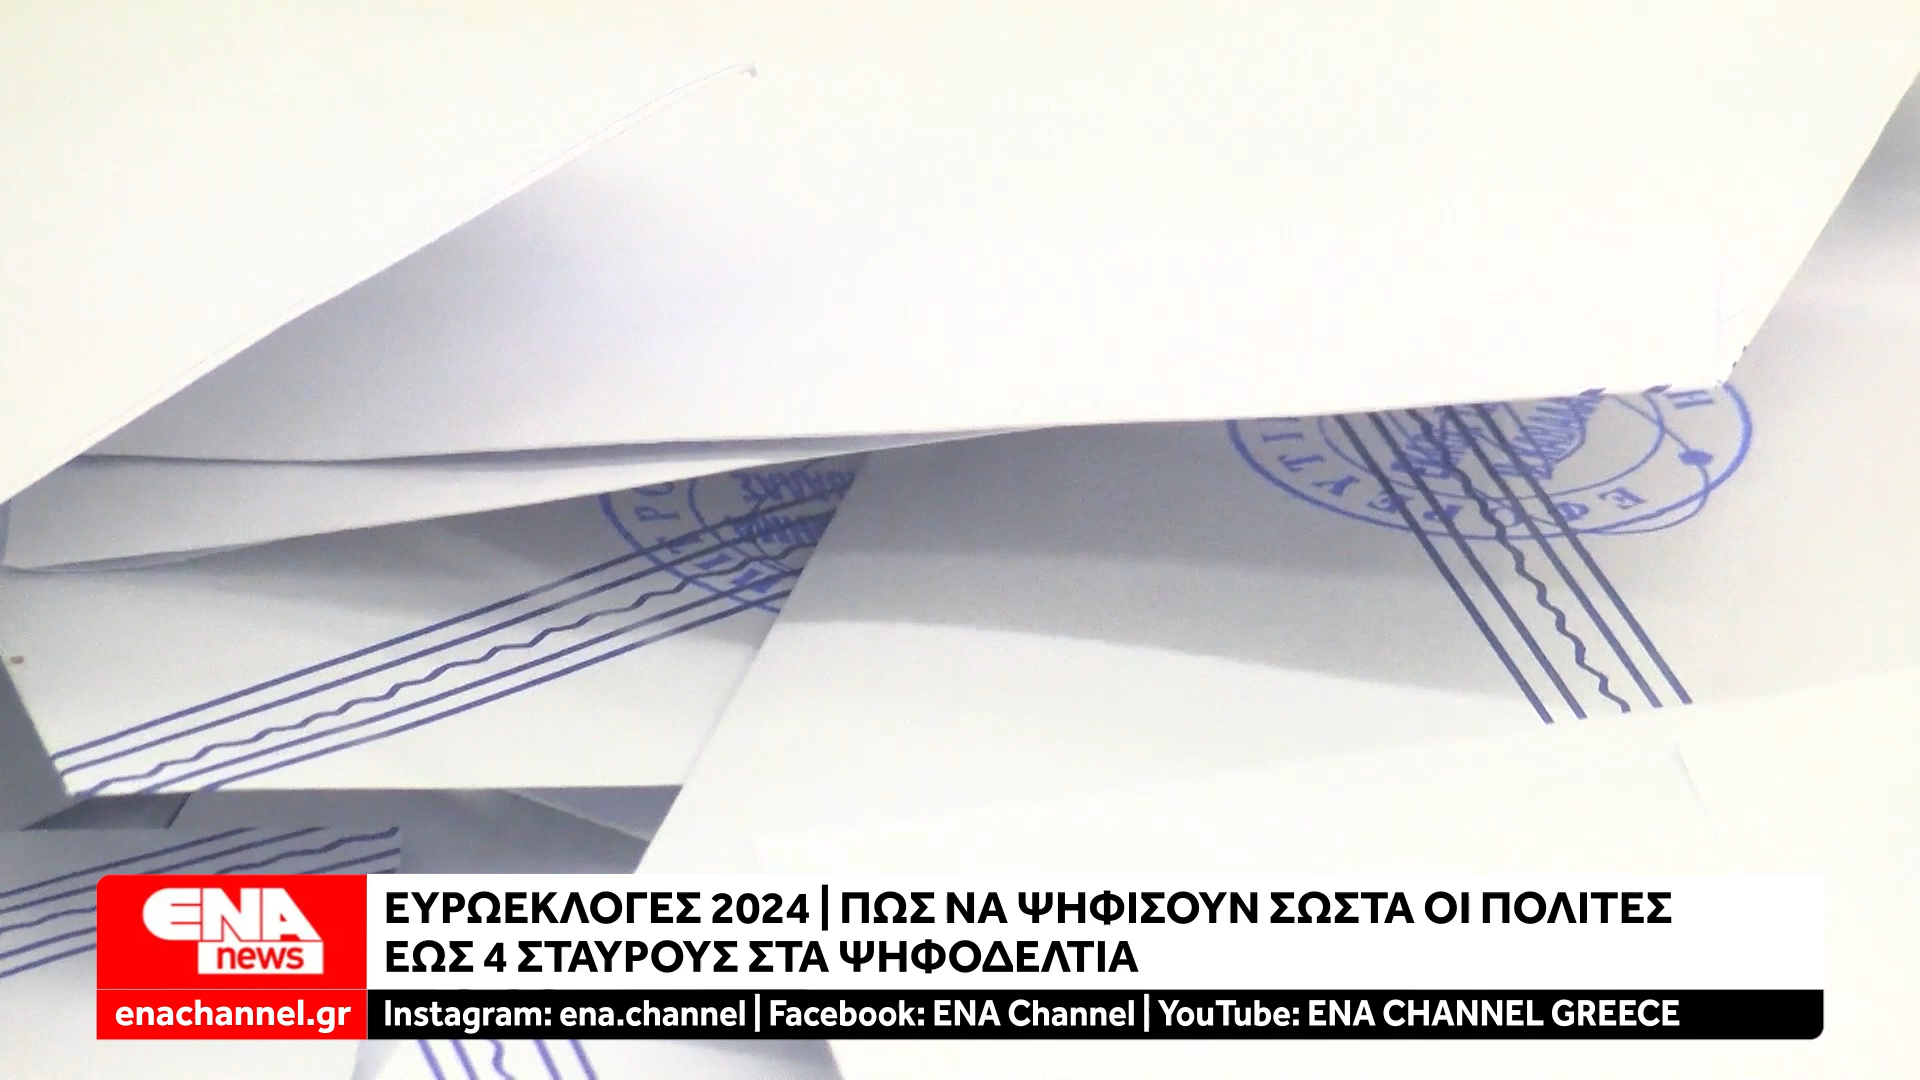 ENA
news
ΕΥΡΩΕΚΛΟΓΕΣ 2024 | ΠΩΣ ΝΑ ΨΗΦΙΣΟΥΝ ΣΩΣΤΑ ΟΙ ΠΟΛΙΤΕΣ
ΕΩΣ 4 ΣΤΑΥΡΟΥΣ ΣΤΑ ΨΗΦΟΔΕΛΤΙΑ
enachannel.gr
Instagram: ena.channel | Facebook: ENA Channel | YouTube: ENA CHANNEL GREECE